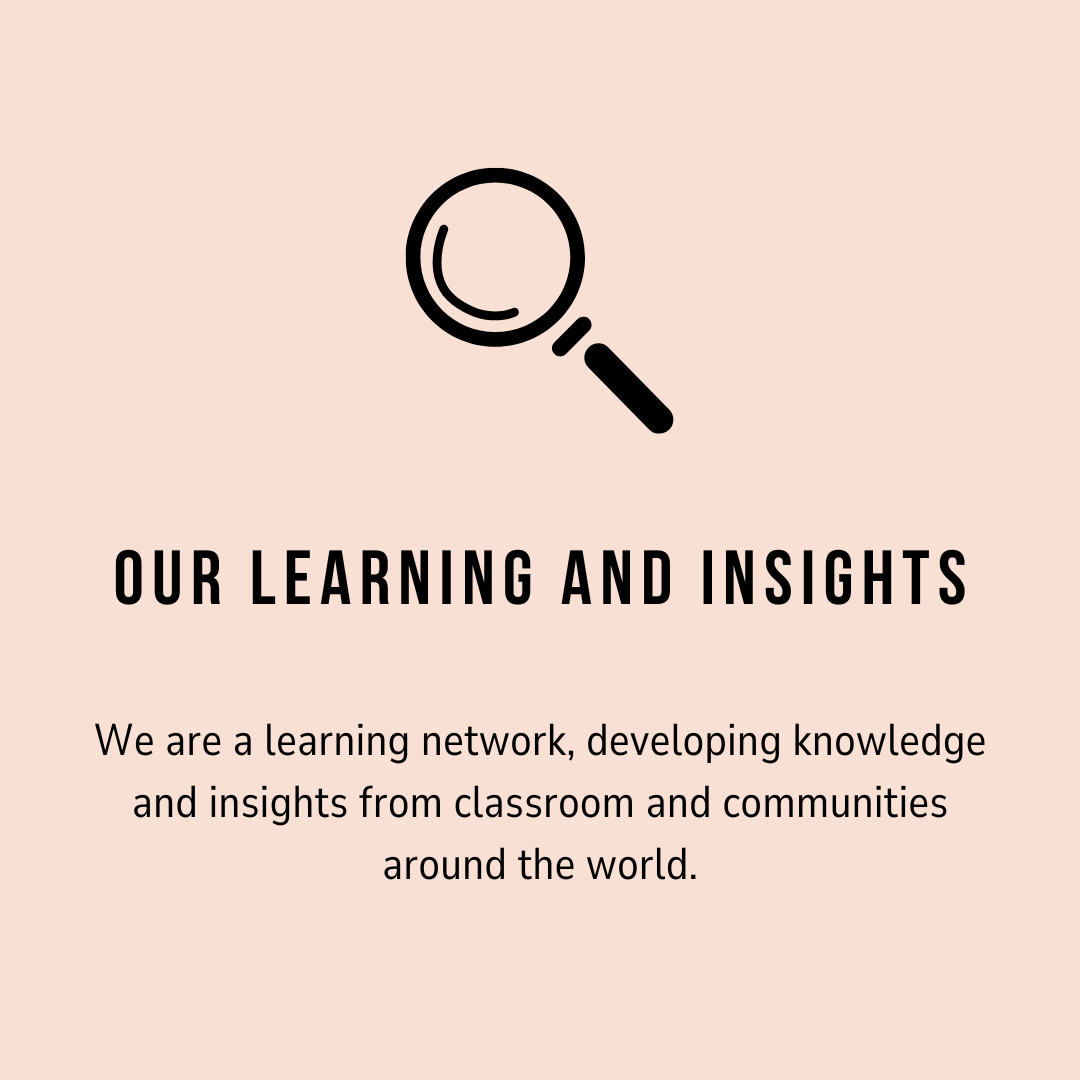 OUR LEARNING AND INSIGHTS
We are a learning network, developing knowledge
and insights from classroom and communities
around the world.